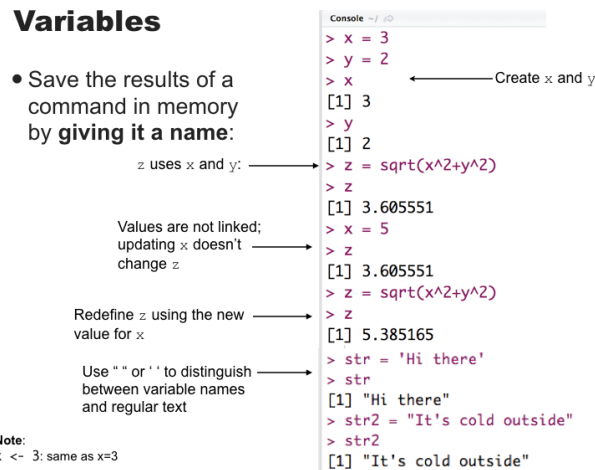 Variables
• Save the results of a
command in memory
by giving it a name:
z uses x and y:
Values are not linked;
updating x doesn't
change z
Redefine z using the new
value for x
Use “ “ or ‘ ‘ to distinguish
between variable names
and regular text
Note:
<- 3: same as x=3
Console ~/
> x = 3
> y = 2
> x
Create x and y
[1] 3
> y
[1] 2
> z = sqrt(x^2+y^2)
> z
[1] 3.605551
> x = 5
> z
[1] 3.605551
> z = sqrt(x^2+y^2)
> z
[1] 5.385165
> str = 'Hi there'
> str
[1] "Hi there"
> str2 = "It's cold outside"
> str2
[1] "It's cold outside"